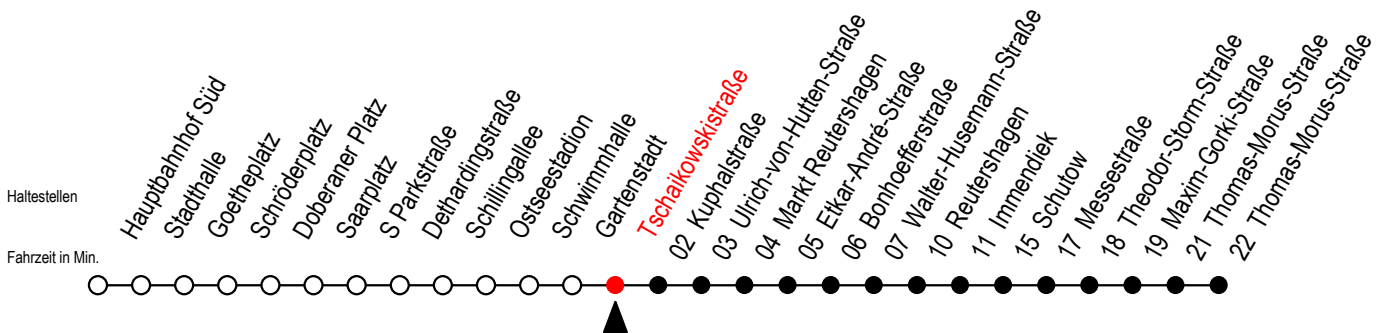 Haltestellen
Fahrzeit in Min.
Hauptbahnhof Süd
Stadthalle
Goetheplatz
Schröderplatz
Doberaner Platz
Saarplatz
S Parkstraße
Dethardingstraße
Schillingallee
Ostseestadion
Schwimmhalle
Gartenstadt
Tschaikowskistraße
02 Kuphalstraße
03 Ulrich-von-Hutten-Straße
04 Markt Reutershagen
05 Etkar-André-Straße
06 Bonhoefferstraße
07 Walter-Husemann-Straße
10 Reutershagen
11 Immendiek
15 Schutow
17 Messestraße
18 Theodor-Storm-Straße
19 Maxim-Gorki-Straße
21 Thomas-Morus-Straße
22 Thomas-Morus-Straße